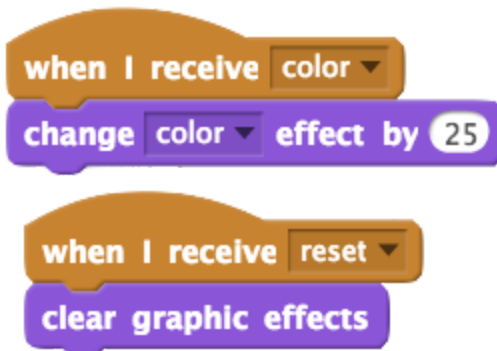 when I receive color
change color effect by 25
when I receive reset
clear graphic effects